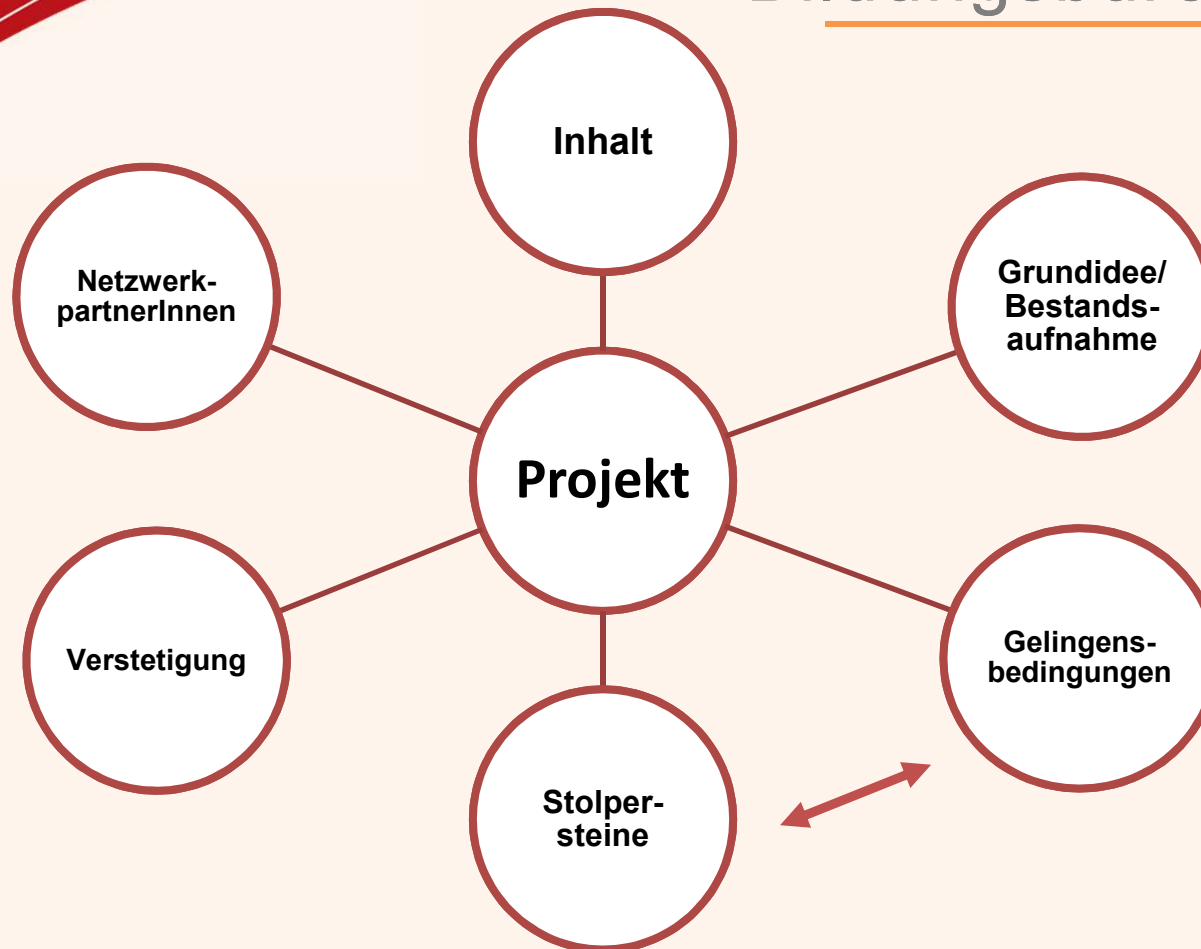 Inhalt
Netzwerk-
partnerInnen
Grundidee/
Bestands-
aufnahme
Projekt
Verstetigung
Gelingens-
bedingungen
Stolper-
steine